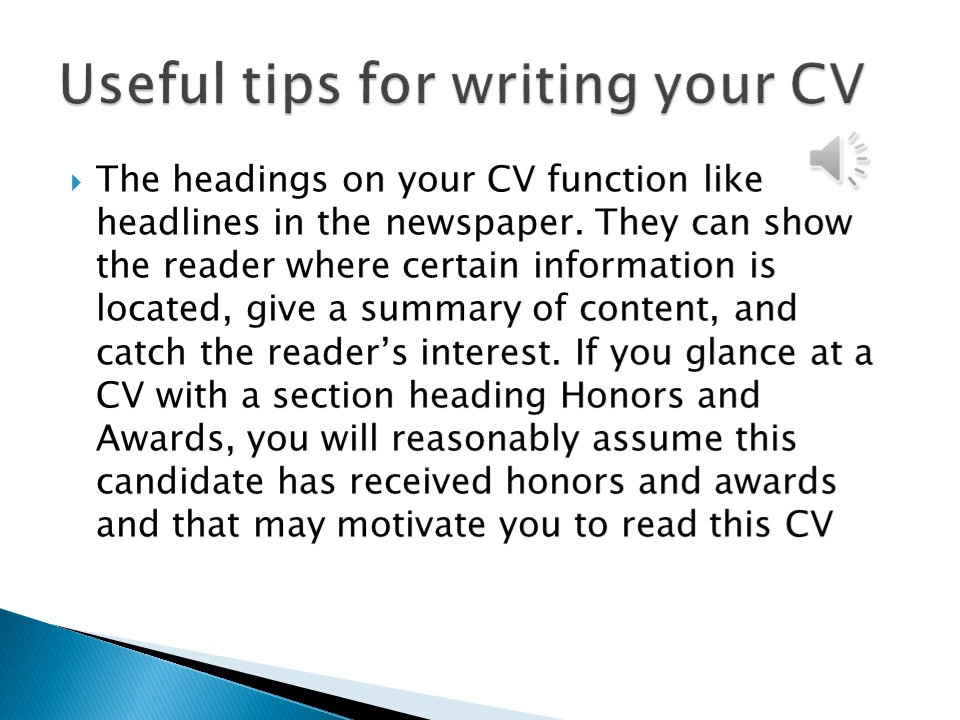 Useful tips for writing your CV
The headings on your CV function like
headlines in the newspaper. They can show
the reader where certain information is
located, give a summary of content, and
catch the reader’s interest. If you glance at a
CV with a section heading Honors and
Awards, you will reasonably assume this
candidate has received honors and awards
and that may motivate you to read this CV